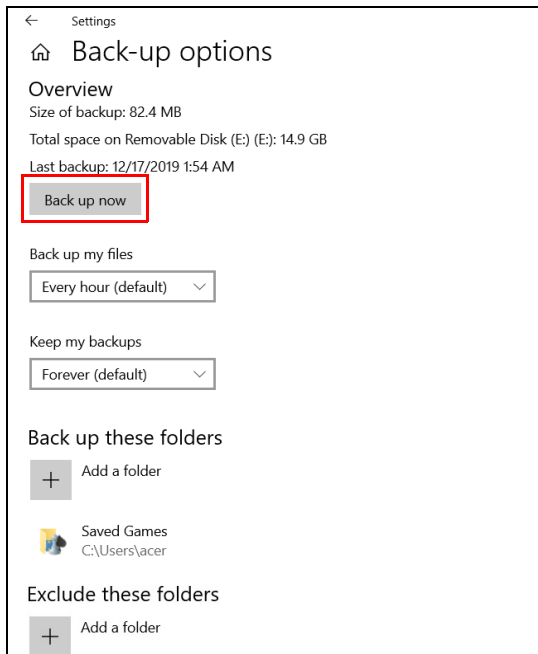 Settings
Back-up options
Overview
Size of backup: 82.4 MB
Total space on Removable Disk (E:) (E:): 14.9 GB
Last backup: 12/17/2019 1:54 AM
Back up now
Back up my files
Every hour (default)
Keep my backups
Forever (default)
Back up these folders
Add a folder
Saved Games
C:\Users\acer
Exclude these folders
Add a folder